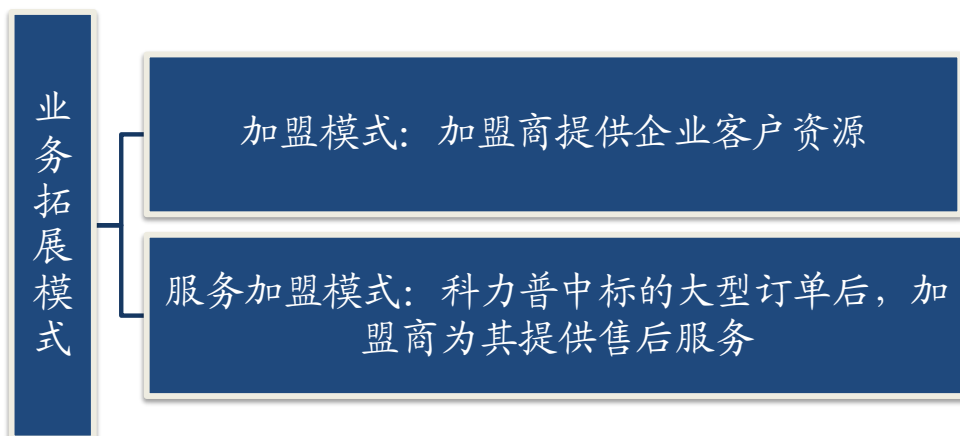 业务拓展模式
加盟模式：加盟商提供企业客户资源
服务加盟模式：科力普中标的大型订单后，加
盟商为其提供售后服务